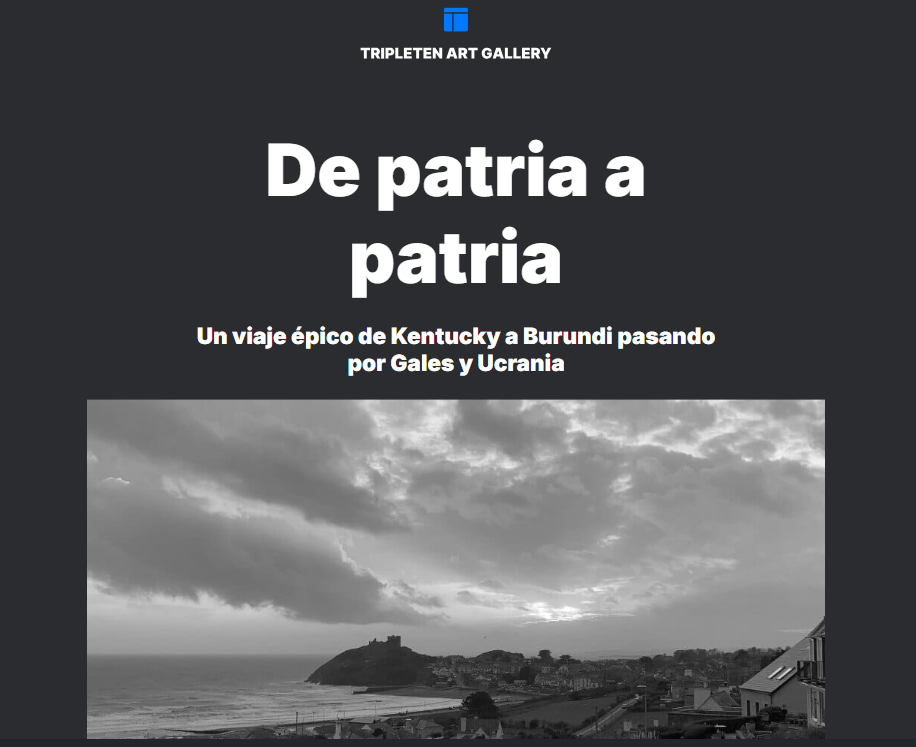 TRIPLETEN ART GALLERY
De patria a
patria
Un viaje épico de Kentucky a Burundi pasando
por Gales y Ucrania